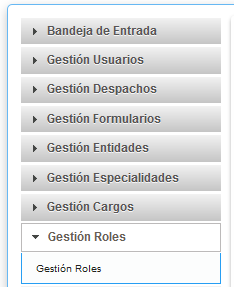 Bandeja de Entrada
Gestión Usuarios
Gestión Despachos
Gestión Formularios
Gestión Entidades
Gestión Especialidades
Gestión Cargos
Gestión Roles
Gestión Roles